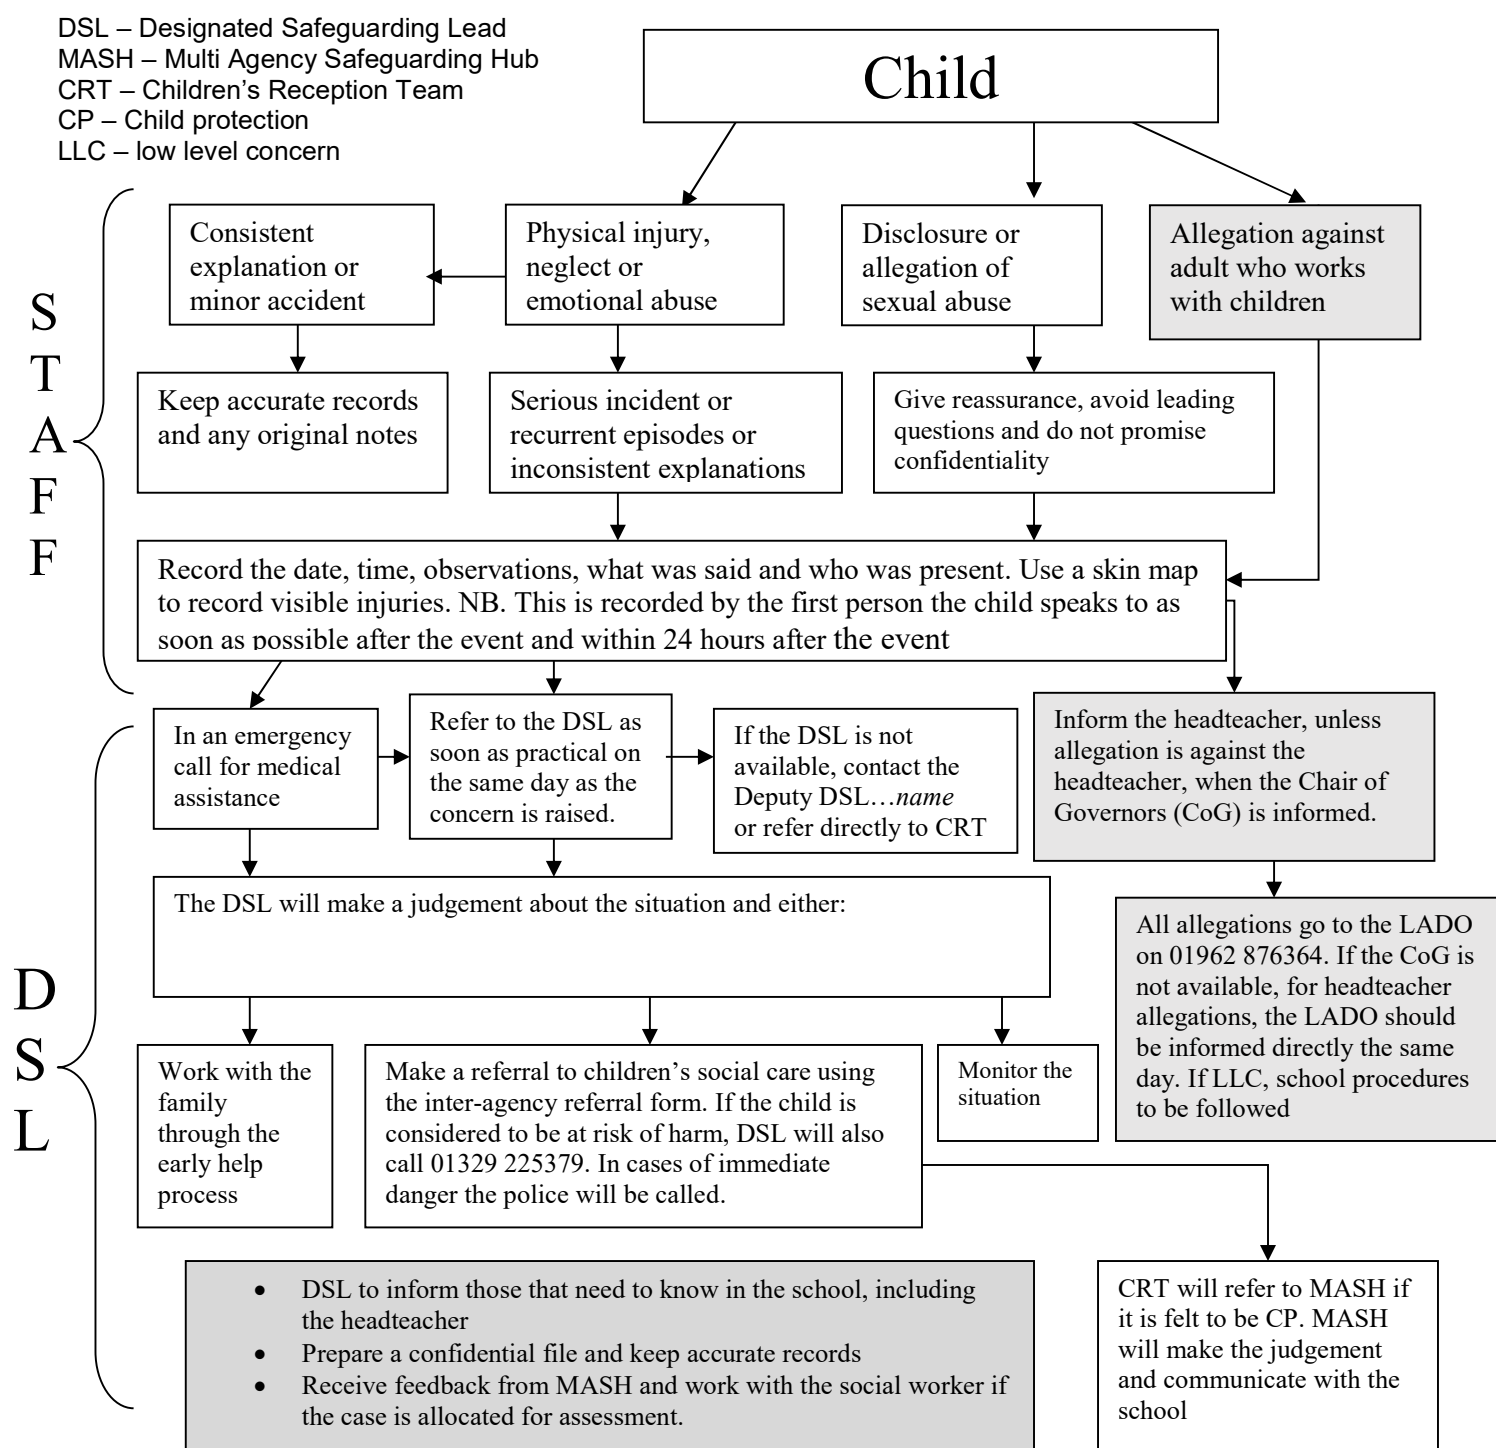 DSL – Designated Safeguarding Lead
MASH – Multi Agency Safeguarding Hub
CRT – Children's Reception Team
CP – Child protection
LLC – low level concern
Child
S
T
A
F
F
Consistent
explanation or
minor accident
Physical injury,
neglect or
emotional abuse
Disclosure or
allegation of
sexual abuse
Allegation against
adult who works
with children
Keep accurate records
and any original notes
Serious incident or
recurrent episodes or
inconsistent explanations
Give reassurance, avoid leading
questions and do not promise
confidentiality
Record the date, time, observations, what was said and who was present. Use a skin map
to record visible injuries. NB. This is recorded by the first person the child speaks to as
soon as possible after the event and within 24 hours after the event
D
S
L
In an emergency
call for medical
assistance
Refer to the DSL as
soon as practical on
the same day as the
concern is raised.
If the DSL is not
available, contact the
Deputy DSL…name
or refer directly to CRT
Inform the headteacher, unless
allegation is against the
headteacher, when the Chair of
Governors (CoG) is informed.
The DSL will make a judgement about the situation and either:
All allegations go to the LADO
on 01962 876364. If the CoG is
not available, for headteacher
allegations, the LADO should
be informed directly the same
day. If LLC, school procedures
to be followed
Work with the
family
through the
early help
process
Make a referral to children's social care using
the inter-agency referral form. If the child is
considered to be at risk of harm, DSL will also
call 01329 225379. In cases of immediate
danger the police will be called.
Monitor the
situation
• DSL to inform those that need to know in the school, including
the headteacher
• Prepare a confidential file and keep accurate records
• Receive feedback from MASH and work with the social worker if
the case is allocated for assessment.
CRT will refer to MASH if
it is felt to be CP. MASH
will make the judgement
and communicate with the
school